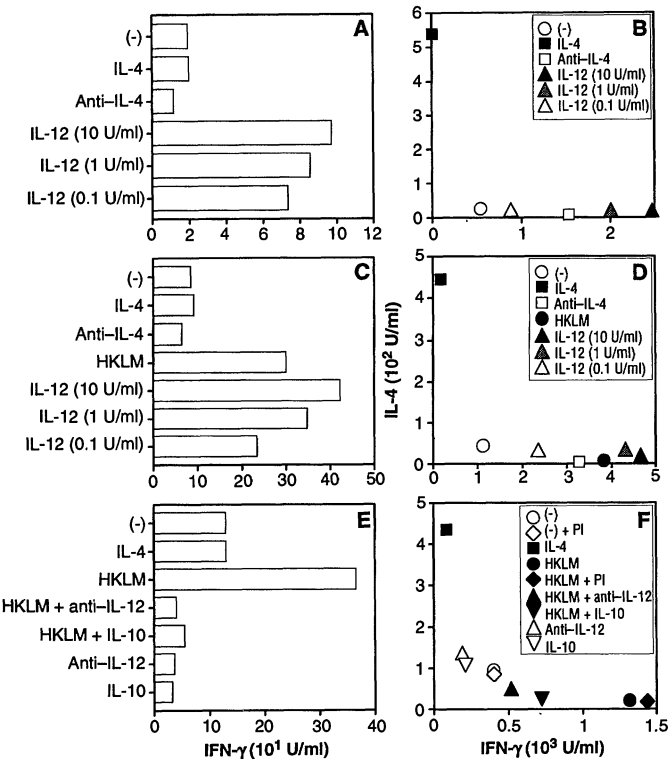 A
(-)
IL-4
Anti–IL-4
IL-12 (10 U/ml)
IL-12 (1 U/ml)
IL-12 (0.1 U/ml)
0 2 4 6 8 10 12
B
6
5
4
3
2
1
0
(-)
IL-4
Anti–IL-4
IL-12 (10 U/ml)
IL-12 (1 U/ml)
IL-12 (0.1 U/ml)
0 1 2
C
(-)
IL-4
Anti–IL-4
HKLM
IL-12 (10 U/ml)
IL-12 (1 U/ml)
IL-12 (0.1 U/ml)
0 10 20 30 40 50
D
IL-4 (10² U/ml)
5
4
3
2
1
0
(-)
IL-4
Anti–IL-4
HKLM
IL-12 (10 U/ml)
IL-12 (1 U/ml)
IL-12 (0.1 U/ml)
0 1 2 3 4 5
E
(-)
IL-4
HKLM
HKLM + anti–IL-12
HKLM + IL-10
Anti–IL-12
IL-10
0 10 20 30 40
IFN-γ (10¹ U/ml)
F
5
4
3
2
1
0
(-)
(-) + PI
IL-4
HKLM
HKLM + PI
HKLM + anti–IL-12
HKLM + IL-10
Anti–IL-12
IL-10
0 0.5 1 1.5
IFN-γ (10³ U/ml)